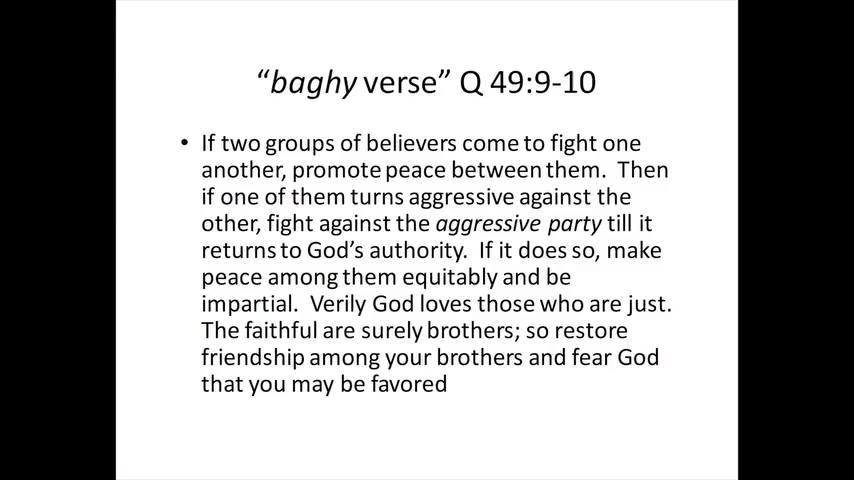 “baghy verse” Q 49:9-10
• If two groups of believers come to fight one
another, promote peace between them. Then
if one of them turns aggressive against the
other, fight against the aggressive party till it
returns to God’s authority. If it does so, make
peace among them equitably and be
impartial. Verily God loves those who are just.
The faithful are surely brothers; so restore
friendship among your brothers and fear God
that you may be favored